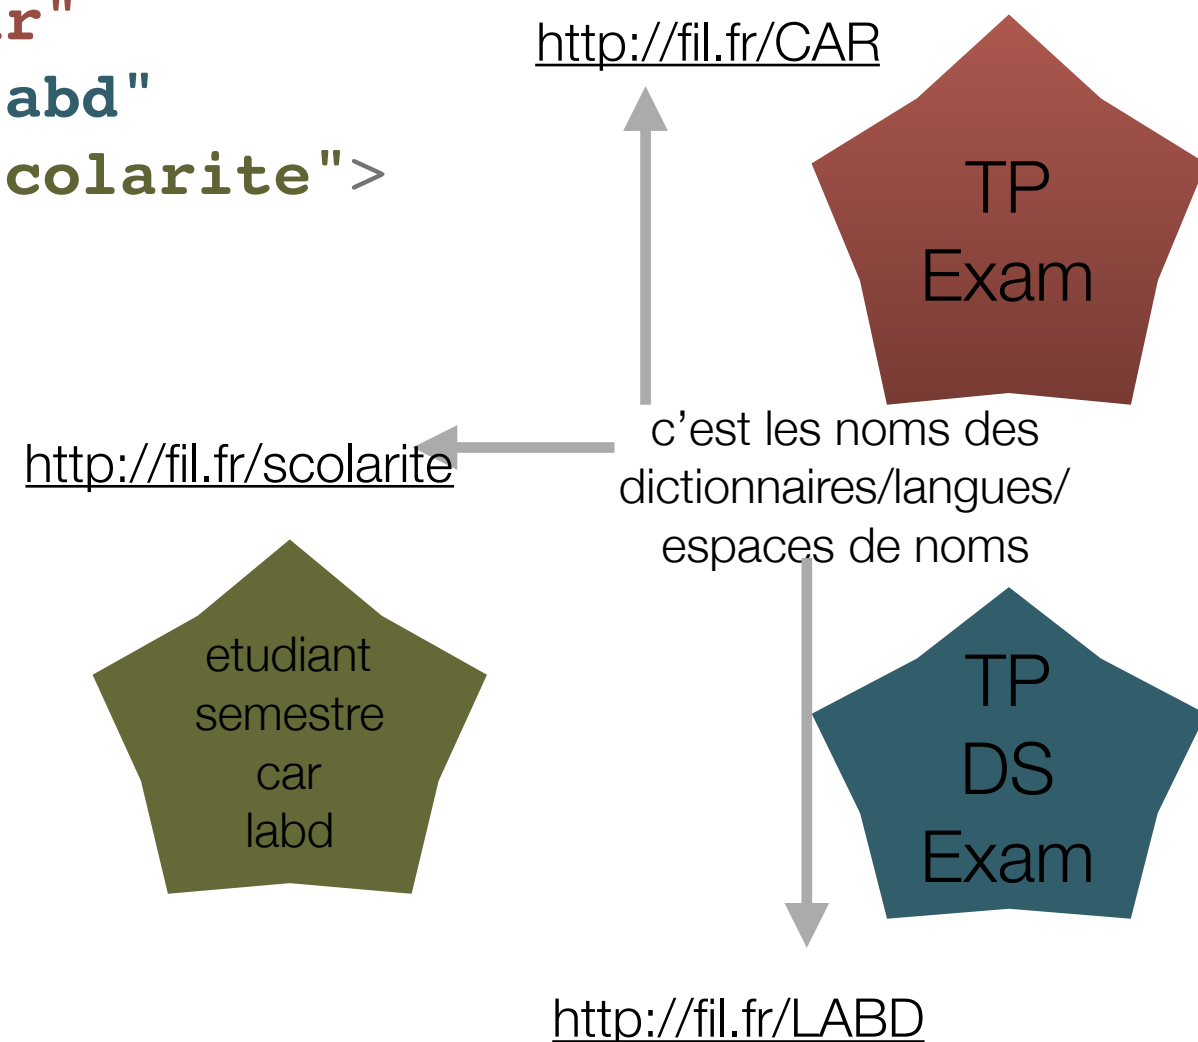 r"
abd"
colarite">
http://fil.fr/CAR
TP
Exam
c’est les noms des
dictionnaires/langues/
espaces de noms
http://fil.fr/scolarite
etudiant
semestre
car
labd
TP
DS
Exam
http://fil.fr/LABD